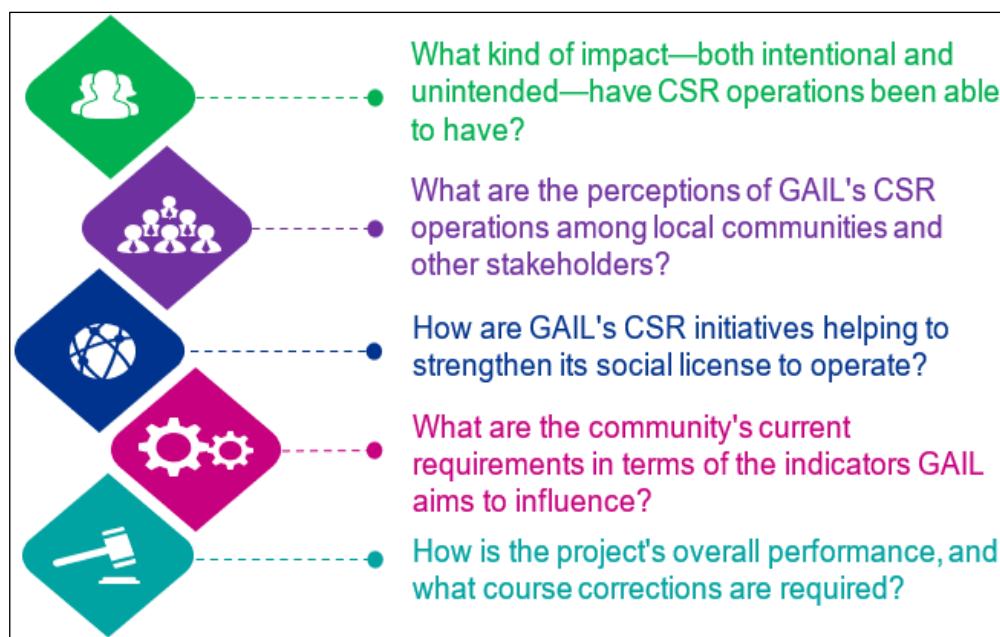 What kind of impact—both intentional and
unintended—have CSR operations been able
to have?
What are the perceptions of GAIL's CSR
operations among local communities and
other stakeholders?
How are GAIL's CSR initiatives helping to
strengthen its social license to operate?
What are the community's current
requirements in terms of the indicators GAIL
aims to influence?
How is the project's overall performance, and
what course corrections are required?